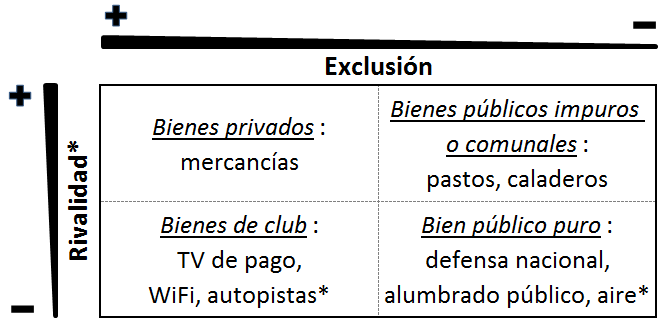 + −
Exclusión
+
Rivalidad*
−
Bienes privados :
mercancías
Bienes públicos impuros
o comunales :
pastos, caladeros
Bienes de club :
TV de pago,
WiFi, autopistas*
Bien público puro :
defensa nacional,
alumbrado público, aire*